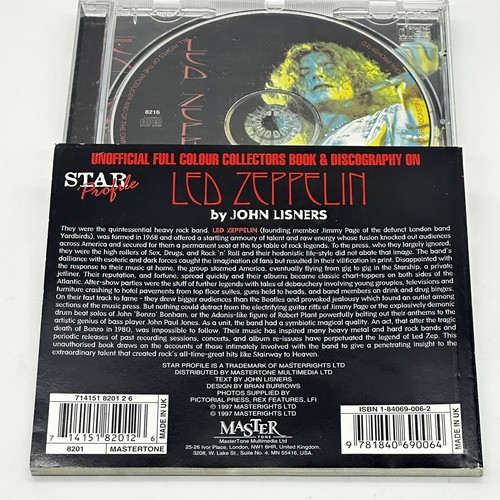 LED ZEPPELIN
8216
UNOFFICIAL FULL COLOUR COLLECTORS BOOK & DISCOGRAPHY ON
STAR Profile
LED ZEPPELIN
by JOHN LISNERS
They were the quintessential heavy rock band. LED ZEPPELIN (founding member Jimmy Page of the defunct London band
Yardbirds), was formed in 1968 and offered a startling armoury of talent and raw energy whose fusion knocked out audiences
across America and secured for them a permanent seat at the top table of rock legends. To the press, who they largely ignored,
they were the high rollers of Sex, Drugs, and Rock 'n' Roll and their hedonistic life-style did not abate that image. The band's
dalliance with esoteric and dark forces caught the imagination of fans but resulted in their vilification in print. Disappointed with
the response to their music at home, the group stormed America, eventually flying from gig to gig in the Starship, a private
jetliner. Their reputation, and fortune, spread quickly and their albums became classic chart-toppers on both sides of the
Atlantic. After-show parties were the stuff of further legends with tales of debauchery involving young groupies, televisions and
furniture crashing to hotel pavements from top floor suites, guns held to heads, and band members on drink and drug binges.
On their fast track to fame - they drew bigger audiences than the Beatles and provoked jealousy which found an outlet among
sections of the music press. But nothing could detract from the electrifying guitar riffs of Jimmy Page or the explosively demonic
drum beat solos of John 'Bonzo' Bonham, or the Adonis-like figure of Robert Plant powerfully belting out their anthems to the
artistic genius of bass player John Paul Jones. As a unit, the band had a symbiotic magical quality. An act, that after the tragic
death of Bonzo in 1980, was impossible to follow. Their music has inspired many heavy metal and hard rock bands and
periodic releases of past recording sessions, concerts, and album re-issues have perpetuated the legend of Led Zep. This
unauthorised book draws on the accounts of those intimately involved with the band to give a penetrating insight to the
extraordinary talent that created rock's all-time-great hits like Stairway to Heaven.
STAR PROFILE IS A TRADEMARK OF MASTERRIGHTS LTD
DISTRIBUTED BY MASTERTONE MULTIMEDIA LTD
TEXT BY JOHN LISNERS
DESIGN BY BRIAN BURROWS
PHOTOS SUPPLIED BY
PICTORIAL PRESS, REX FEATURES, LFI
© 1997 MASTERIGHTS LTD
℗ 1997 MASTERIGHTS LTD
714151 8201 2 6
7 14151 82012 6
8201 MASTERTONE
MADE IN UK
MASTER
TONE
MasterTone Multimedia Ltd
25-26 Ivor Place, London, NW1 6HR, United Kingdom.
3208, W. Lake St., Suite No. 4, MN 55416, USA.
ISBN 1-84069-006-2
9 781840 690064
MADE IN UK